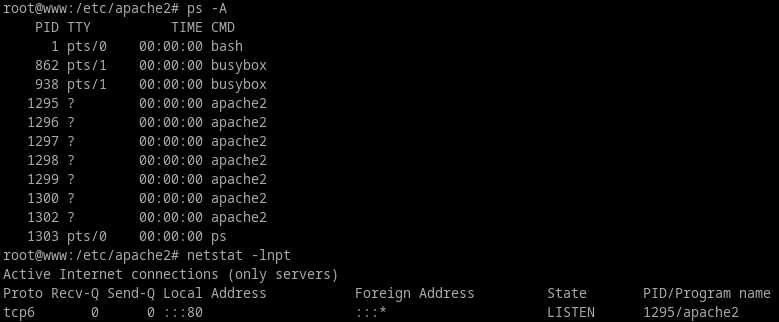 root@www:/etc/apache2# ps -A
PID TTY TIME CMD
1 pts/0 00:00:00 bash
862 pts/1 00:00:00 busybox
938 pts/1 00:00:00 busybox
1295 ? 00:00:00 apache2
1296 ? 00:00:00 apache2
1297 ? 00:00:00 apache2
1298 ? 00:00:00 apache2
1299 ? 00:00:00 apache2
1300 ? 00:00:00 apache2
1302 ? 00:00:00 apache2
1303 pts/0 00:00:00 ps
root@www:/etc/apache2# netstat -lnpt
Active Internet connections (only servers)
Proto Recv-Q Send-Q Local Address Foreign Address State PID/Program name
tcp6 0 0 :::80 :::* LISTEN 1295/apache2